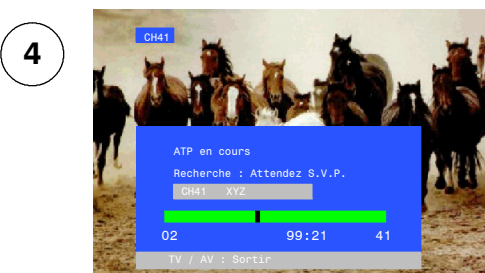 4
CH41
ATP en cours
Recherche : Attendez S.V.P.
CH41 XYZ
02 99:21 41
TV / AV : Sortir